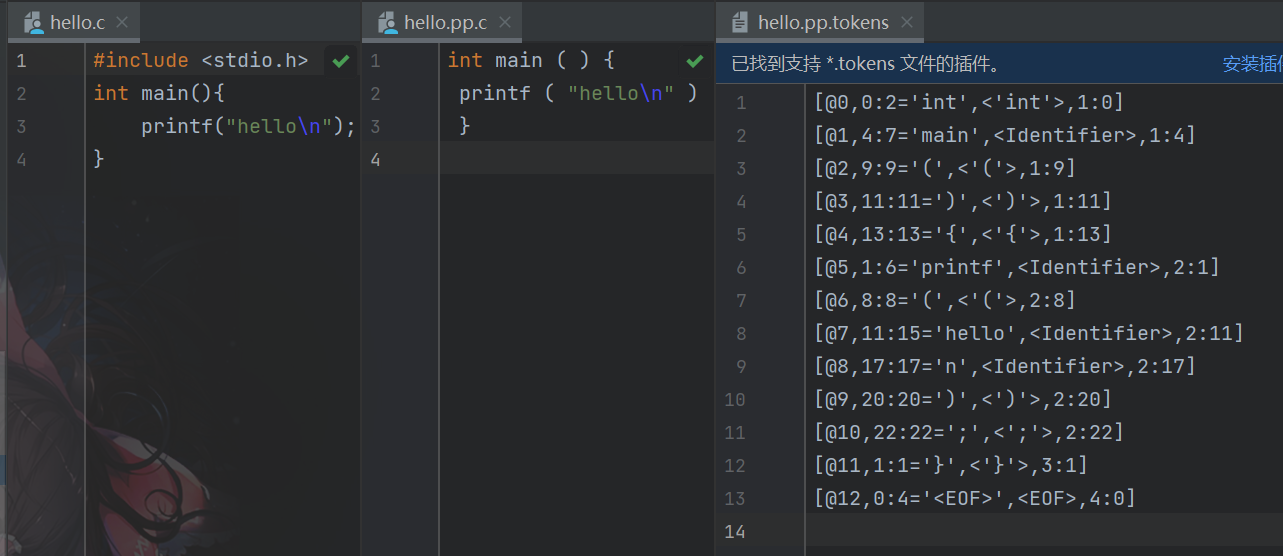 hello.c
hello.pp.c
hello.pp.tokens
1 #include <stdio.h>
2 int main(){
3     printf("hello\n");
4 }
1 int main ( ) {
2  printf ( "hello\n" )
3  }
4
已找到支持 *.tokens 文件的插件。 安装插件
1 [@0,0:2='int',<'int'>,1:0]
2 [@1,4:7='main',<Identifier>,1:4]
3 [@2,9:9='(',<'('>,1:9]
4 [@3,11:11=')',<')'>,1:11]
5 [@4,13:13='{',<'{'>,1:13]
6 [@5,1:6='printf',<Identifier>,2:1]
7 [@6,8:8='(',<'('>,2:8]
8 [@7,11:15='hello',<Identifier>,2:11]
9 [@8,17:17='n',<Identifier>,2:17]
10 [@9,20:20=')',<')'>,2:20]
11 [@10,22:22=';',<';'>,2:22]
12 [@11,1:1='}',<'}'>,3:1]
13 [@12,0:4='<EOF>',<EOF>,4:0]
14